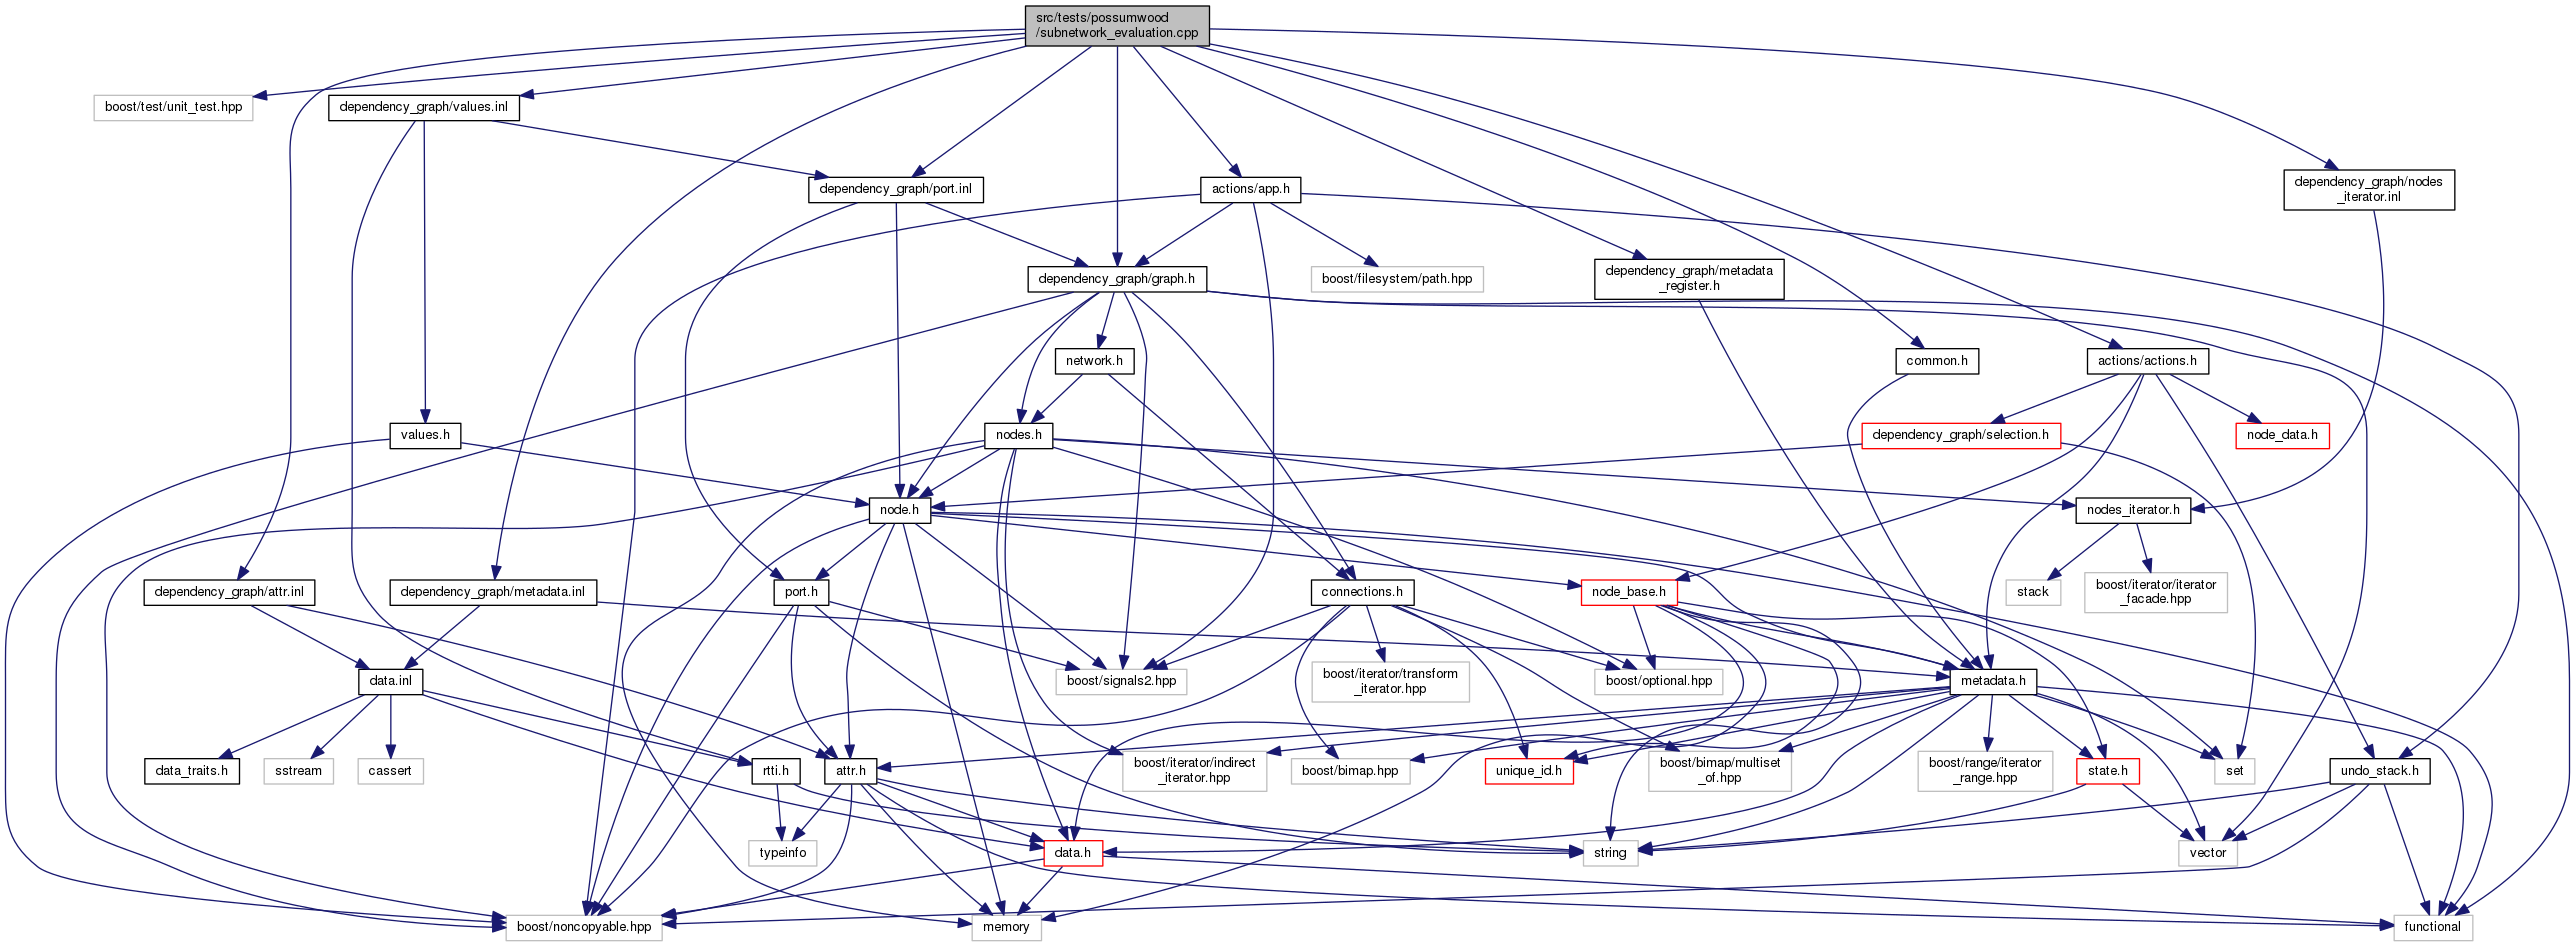 src/tests/possumwood
/subnetwork_evaluation.cpp
boost/test/unit_test.hpp
dependency_graph/values.inl
dependency_graph/port.inl
actions/app.h
dependency_graph/nodes
_iterator.inl
dependency_graph/graph.h
boost/filesystem/path.hpp
dependency_graph/metadata
_register.h
network.h
common.h
actions/actions.h
values.h
nodes.h
dependency_graph/selection.h
node_data.h
node.h
nodes_iterator.h
dependency_graph/attr.inl
dependency_graph/metadata.inl
port.h
connections.h
node_base.h
stack
boost/iterator/iterator
_facade.hpp
data.inl
boost/signals2.hpp
boost/iterator/transform
_iterator.hpp
boost/optional.hpp
metadata.h
data_traits.h
sstream
cassert
rtti.h
attr.h
boost/iterator/indirect
_iterator.hpp
boost/bimap.hpp
unique_id.h
boost/bimap/multiset
_of.hpp
boost/range/iterator
_range.hpp
state.h
set
undo_stack.h
typeinfo
data.h
string
vector
boost/noncopyable.hpp
memory
functional